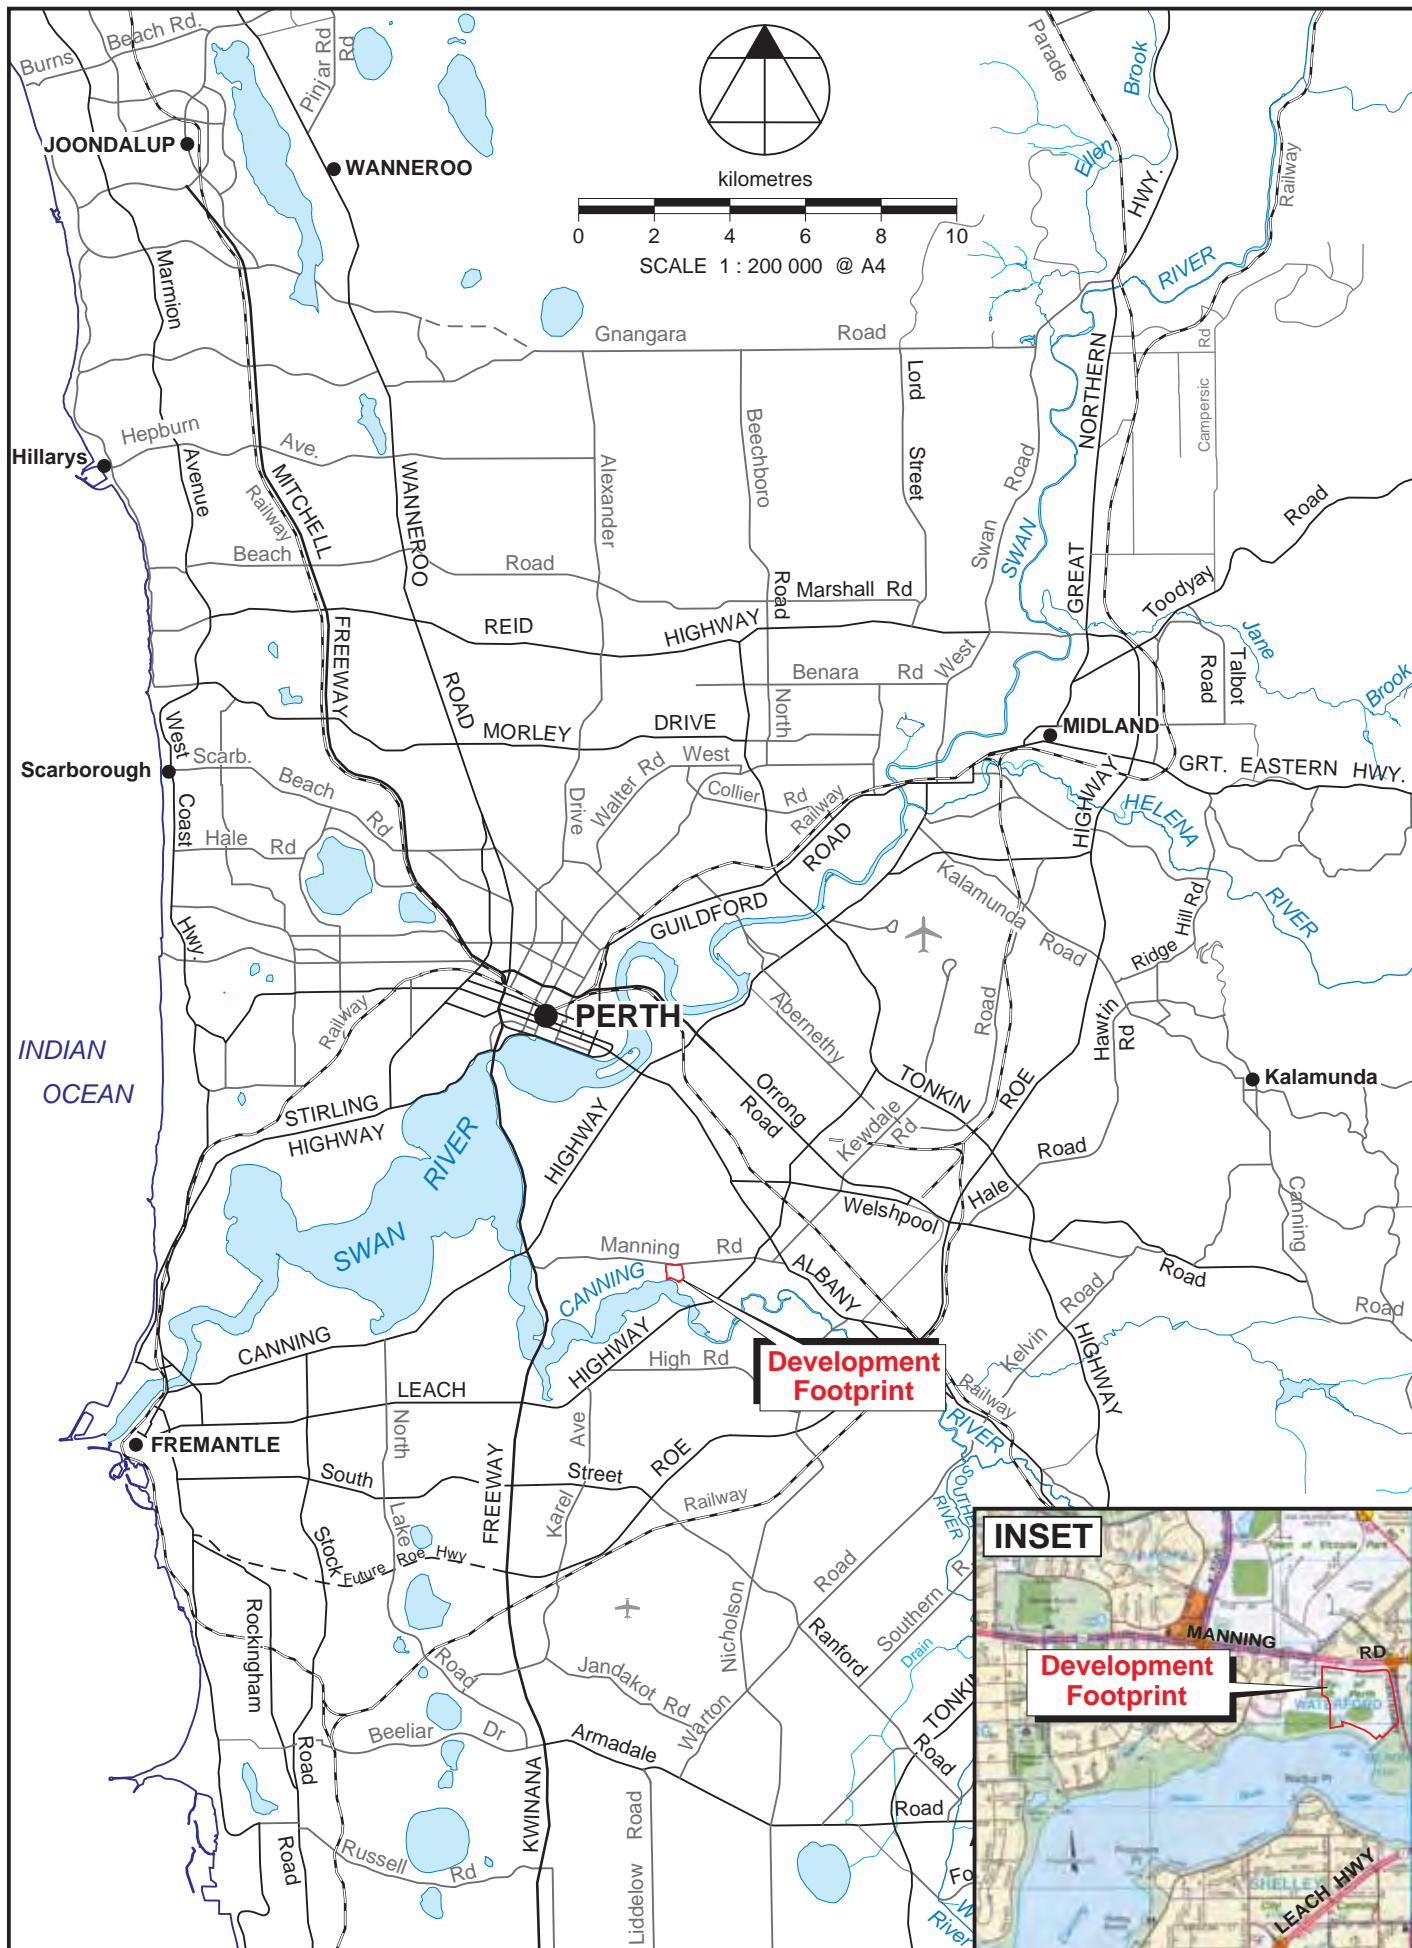 Burns
Beach Rd.
Pinjar Rd
Rd
Parade
Brook
Ellen
HWY.
Railway
JOONDALUP
WANNEROO
kilometres
0 2 4 6 8 10
SCALE 1 : 200 000 @ A4
RIVER
Marmion
Gnangara Road
Lord
Street
NORTHERN
Rd
Campersic
Hepburn
Ave.
Hillarys
Avenue
MITCHELL
Railway
WANNEROO
Alexander
Beechboro
Road
Swan
SWAN
GREAT
Road
Toodyay
Beach
Road
Road
Marshall Rd
REID
HIGHWAY
FREEWAY
ROAD
Benara Rd
West
North
Talbot
Road
Jane
Brook
MORLEY
DRIVE
MIDLAND
West
Scarb.
Scarborough
Beach
Rd
Coast
Hale Rd
Hwy.
Drive
Walter Rd
West
Collier Rd
Railway
ROAD
GUILDFORD
HIGHWAY
GRT. EASTERN HWY.
HELENA
RIVER
Kalamunda
Road
Ridge
Hill Rd
Railway
PERTH
INDIAN
OCEAN
Abernethy
Road
Hawtin
Rd
Kalamunda
STIRLING
HIGHWAY
RIVER
SWAN
HIGHWAY
Orrong
Road
TONKIN
ROE
Kewdale
Rd
Hale
Road
Welshpool
Canning
Manning Rd
CANNING
ALBANY
Road
Road
Kelvin
Road
HIGHWAY
CANNING
HIGHWAY
High Rd
Development
Footprint
Railway
RIVER
LEACH
North
FREMANTLE
South
Street
ROE
Karel Ave
FREEWAY
Railway
Lake
Stock
Future Roe Hwy
Nicholson
Road
Ranford
Southern
R
SOUTHE
RIVER
Drain
Rockingham
Road
Jandakot Rd
Warton
TONKIN
Road
Road
Beeliar Dr
Armadale
Road
KWINANA
Russell
Rd
Liddelow Road
Road
Fo
W
River
INSET
Town of Victoria Park
MANNING
RD
Development
Footprint
WATERFORD
SHELLEY
LEACH HWY